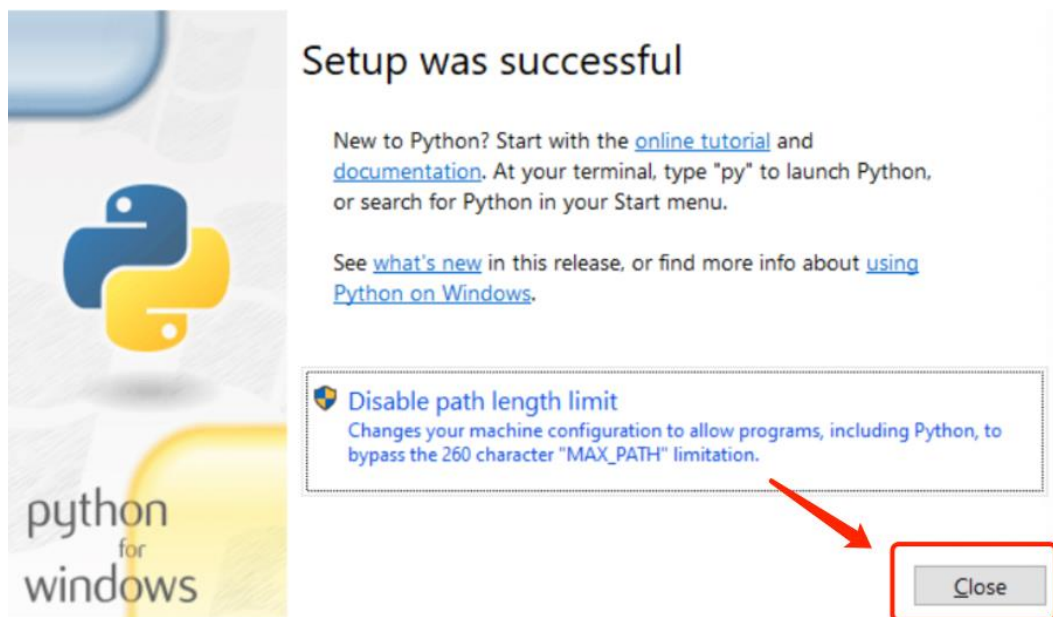 Setup was successful
New to Python? Start with the online tutorial and
documentation. At your terminal, type "py" to launch Python,
or search for Python in your Start menu.
See what's new in this release, or find more info about using
Python on Windows.
Disable path length limit
Changes your machine configuration to allow programs, including Python, to
bypass the 260 character "MAX_PATH" limitation.
python
for
windows
Close